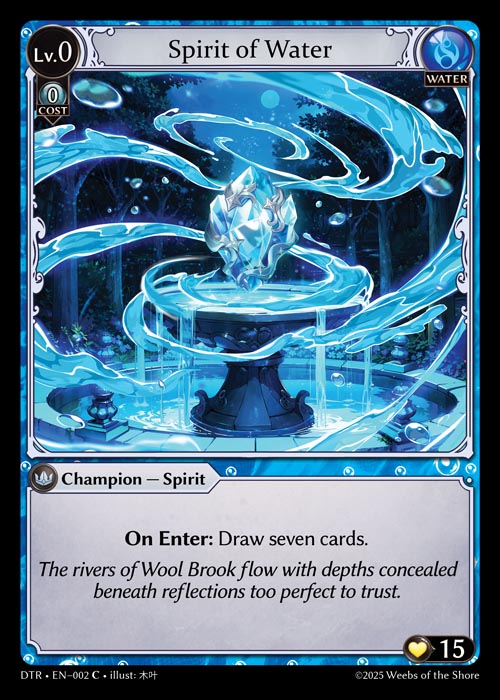 Lv.0
Spirit of Water
WATER
0
COST
Champion — Spirit
On Enter: Draw seven cards.
The rivers of Wool Brook flow with depths concealed
beneath reflections too perfect to trust.
15
DTR • EN–002 C • illust: 木叶
©2025 Weebs of the Shore